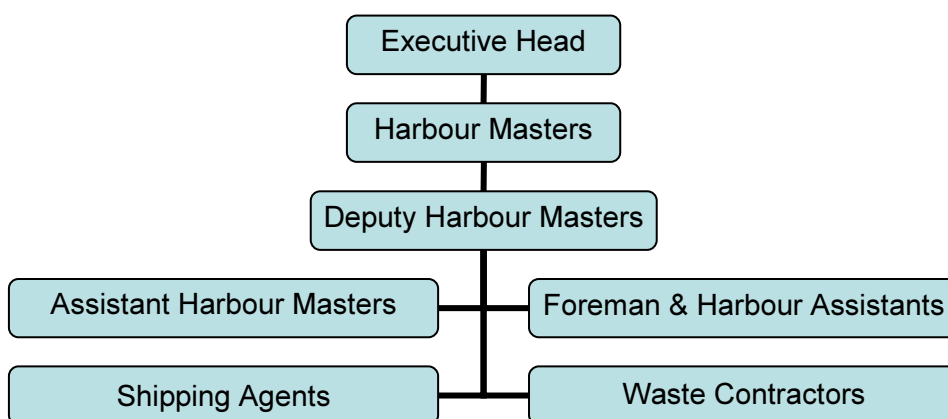 Executive Head
Harbour Masters
Deputy Harbour Masters
Assistant Harbour Masters
Foreman & Harbour Assistants
Shipping Agents
Waste Contractors